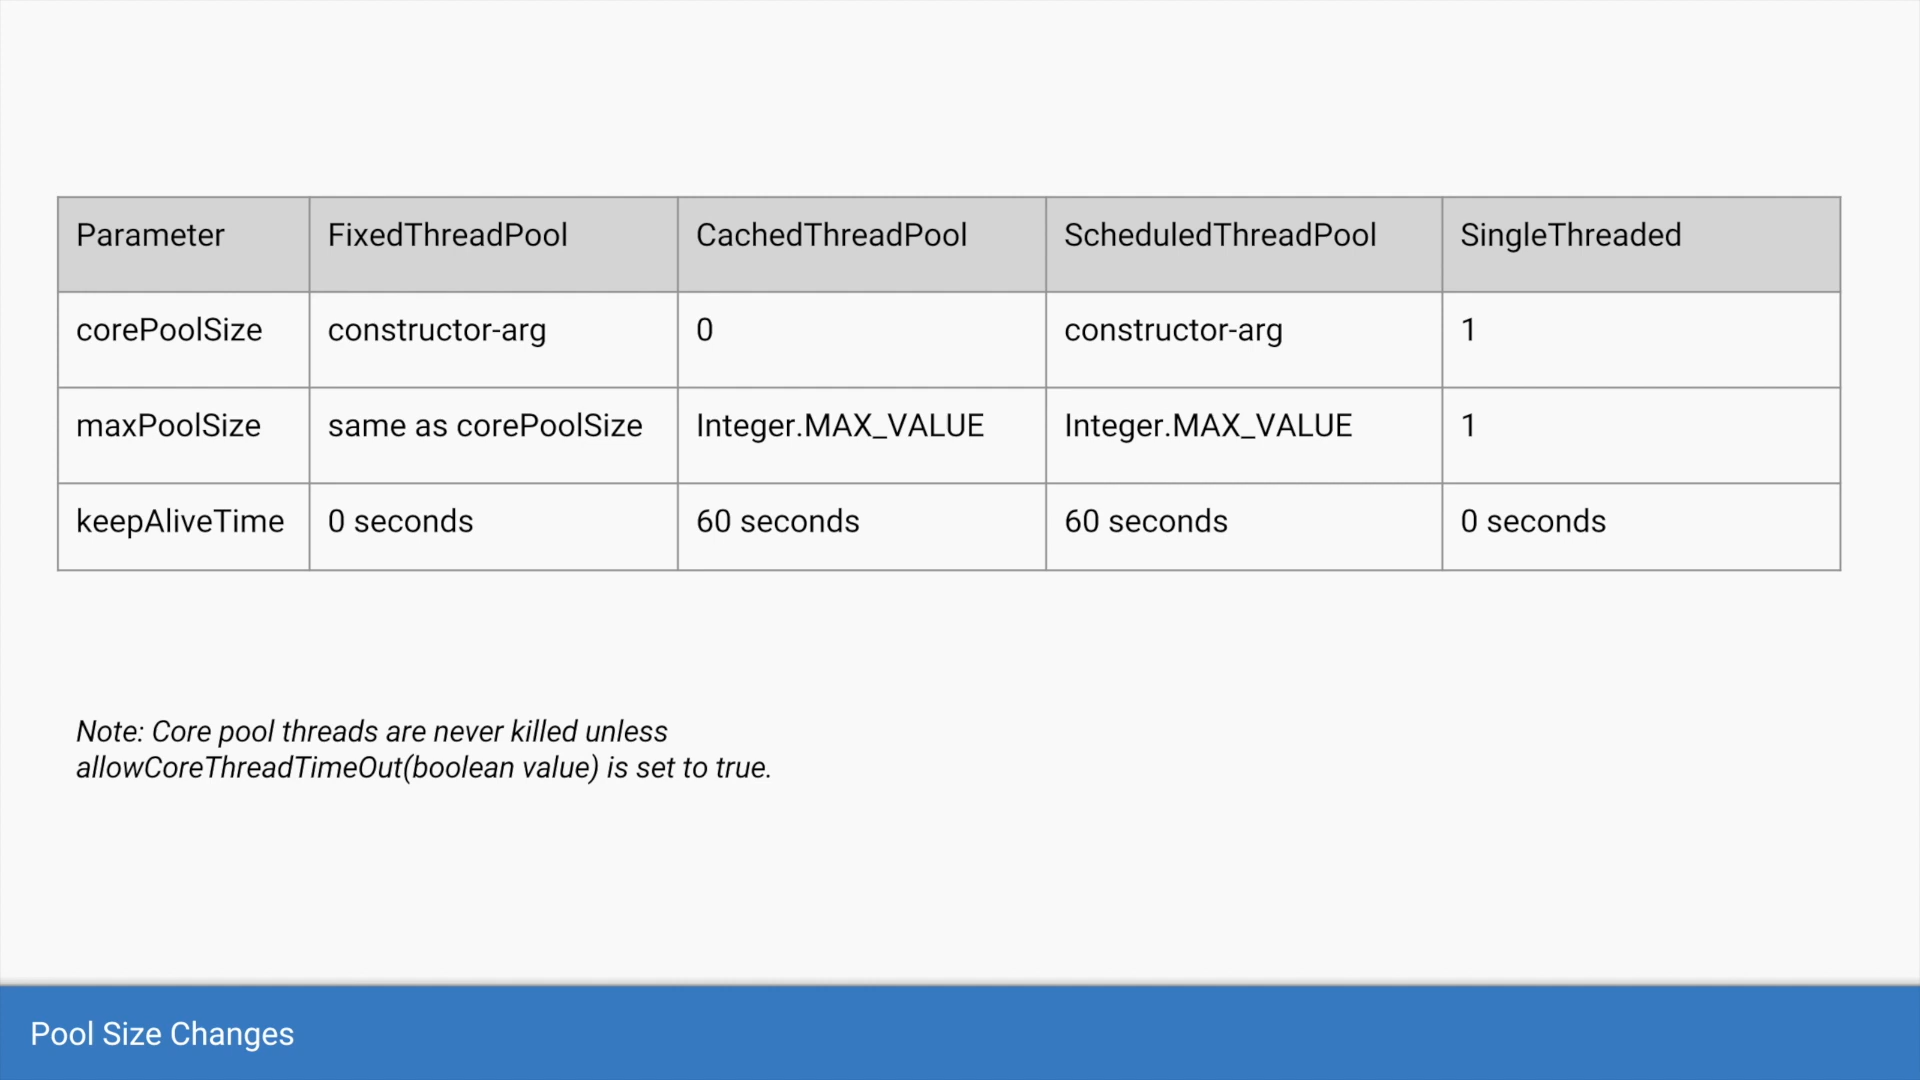 Parameter FixedThreadPool CachedThreadPool ScheduledThreadPool SingleThreaded
corePoolSize constructor-arg 0 constructor-arg 1
maxPoolSize same as corePoolSize Integer.MAX_VALUE Integer.MAX_VALUE 1
keepAliveTime 0 seconds 60 seconds 60 seconds 0 seconds
Note: Core pool threads are never killed unless
allowCoreThreadTimeOut(boolean value) is set to true.
Pool Size Changes